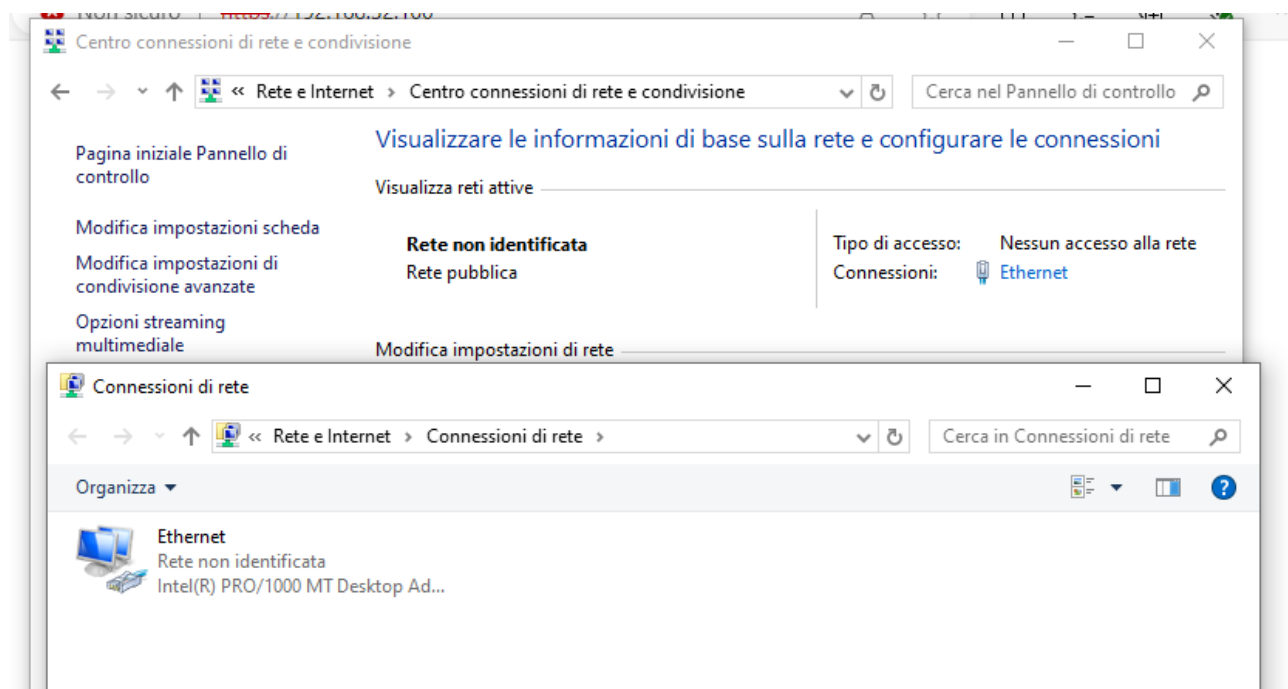 Centro connessioni di rete e condivisione
« Rete e Internet > Centro connessioni di rete e condivisione
Cerca nel Pannello di controllo
Pagina iniziale Pannello di
controllo
Modifica impostazioni scheda
Modifica impostazioni di
condivisione avanzate
Opzioni streaming
multimediale
Visualizzare le informazioni di base sulla rete e configurare le connessioni
Visualizza reti attive
Rete non identificata
Rete pubblica
Tipo di accesso: Nessun accesso alla rete
Connessioni: Ethernet
Modifica impostazioni di rete
Connessioni di rete
« Rete e Internet > Connessioni di rete >
Cerca in Connessioni di rete
Organizza
Ethernet
Rete non identificata
Intel(R) PRO/1000 MT Desktop Ad...